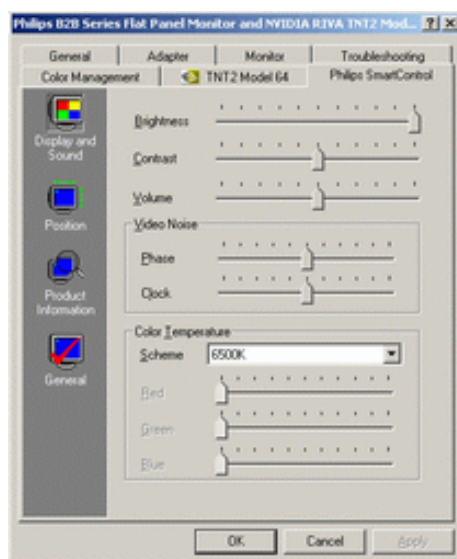 Philips B2B Series Flat Panel Monitor and NVIDIA RIVA TNT2 Mod...
General Adapter Monitor Troubleshooting
Color Management TNT2 Model 64 Philips SmartControl
Display and
Sound
Position
Product
Information
General
Brightness
Contrast
Volume
Video Noise
Phase
Clock
Color Temperature
Scheme 6500K
Red
Green
Blue
OK Cancel Apply